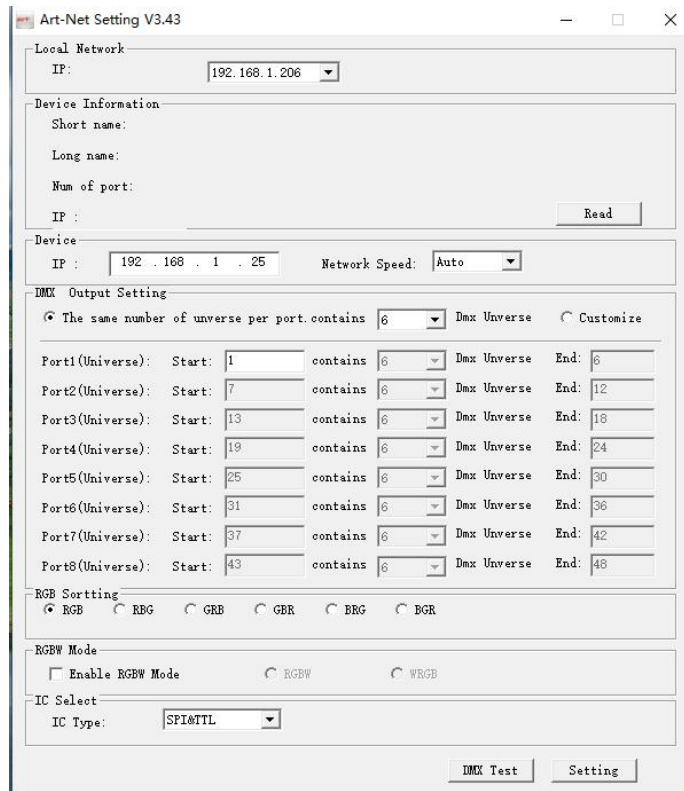 Art-Net Setting V3.43
Local Network
IP: 192.168.1.206
Device Information
Short name:
Long name:
Num of port:
IP : Read
Device
IP : 192 . 168 . 1 . 25 Network Speed: Auto
DMX Output Setting
The same number of unverse per port.contains 6 Dmx Unverse Customize
Port1(Universe): Start: 1 contains 6 Dmx Unverse End: 6
Port2(Universe): Start: 7 contains 6 Dmx Unverse End: 12
Port3(Universe): Start: 13 contains 6 Dmx Unverse End: 18
Port4(Universe): Start: 19 contains 6 Dmx Unverse End: 24
Port5(Universe): Start: 25 contains 6 Dmx Unverse End: 30
Port6(Universe): Start: 31 contains 6 Dmx Unverse End: 36
Port7(Universe): Start: 37 contains 6 Dmx Unverse End: 42
Port8(Universe): Start: 43 contains 6 Dmx Unverse End: 48
RGB Sortting
RGB RBG GRB GBR BRG BGR
RGBW Mode
Enable RGBW Mode RGBW WRGB
IC Select
IC Type: SPI&TTL
DMX Test Setting